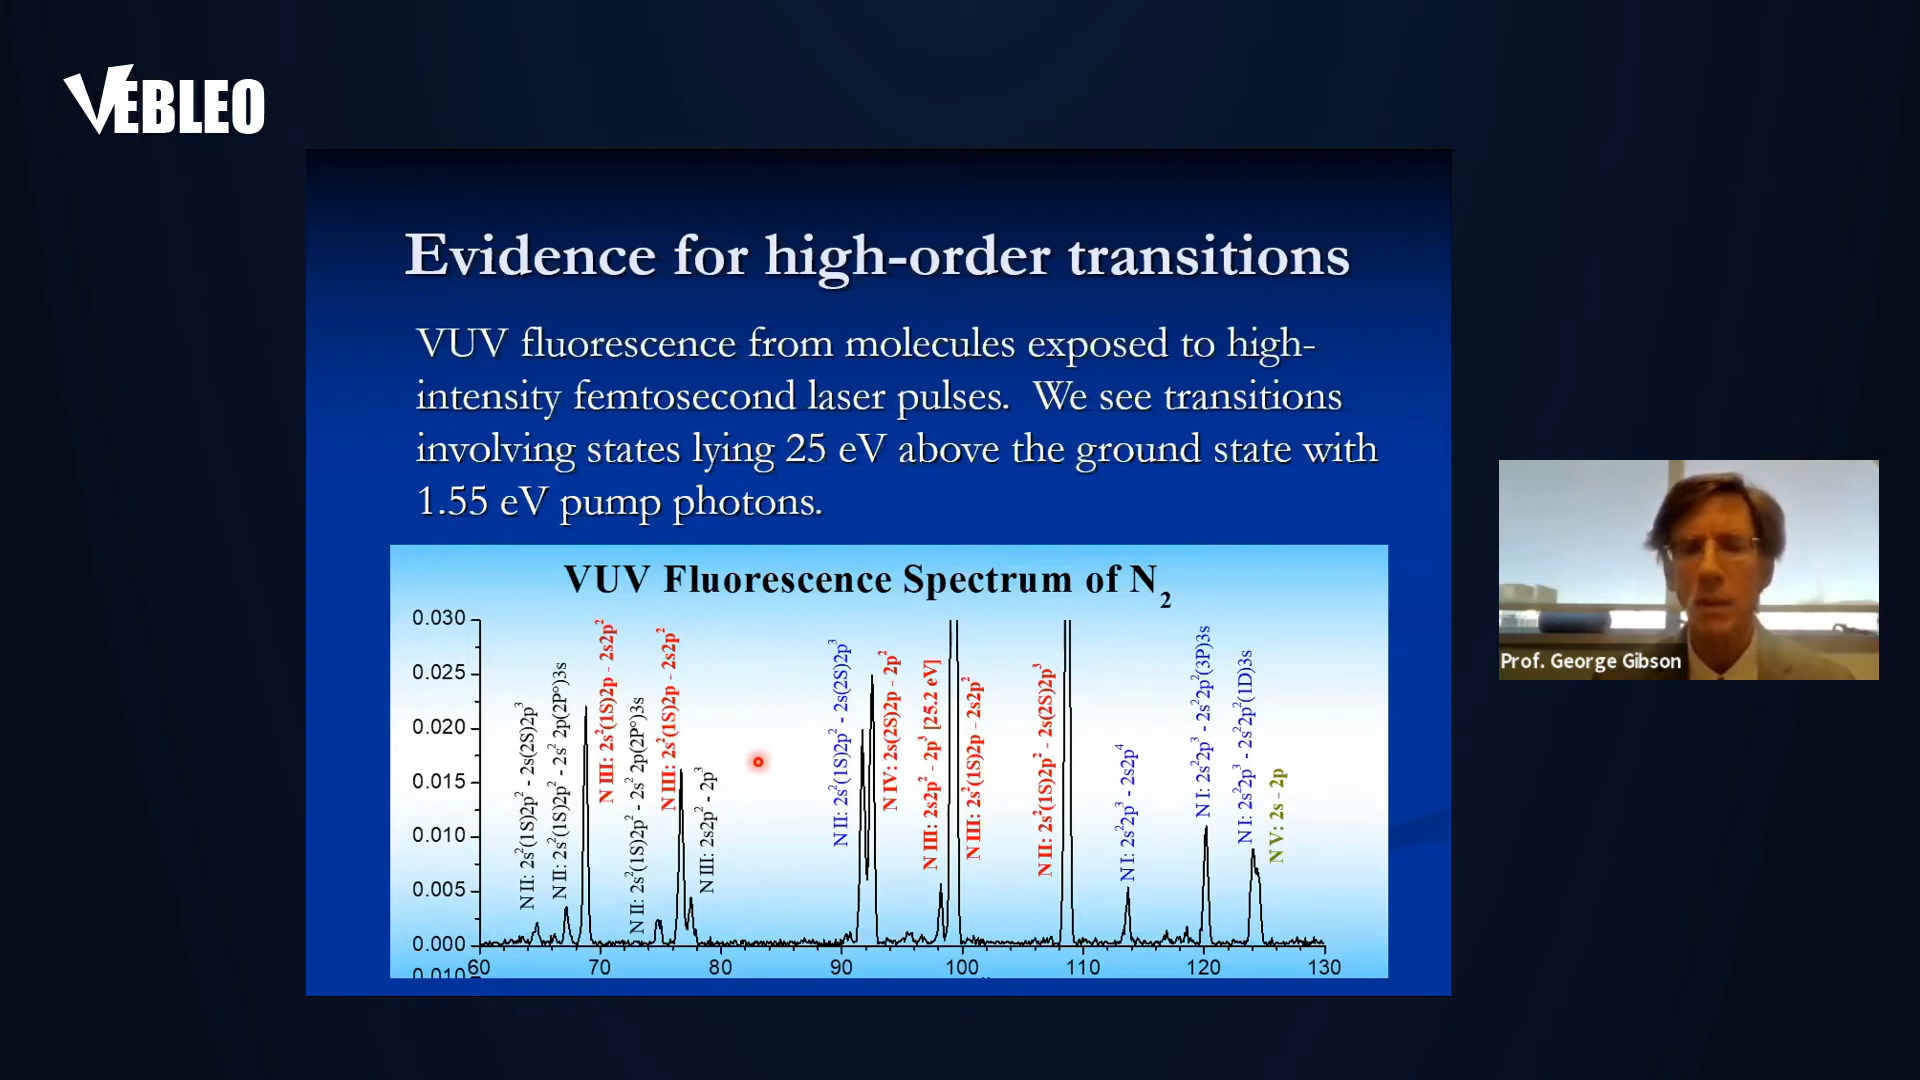 VEBLEO
Evidence for high-order transitions
VUV fluorescence from molecules exposed to high-
intensity femtosecond laser pulses.  We see transitions
involving states lying 25 eV above the ground state with
1.55 eV pump photons.
VUV Fluorescence Spectrum of N₂
0.030
0.025
0.020
0.015
0.010
0.005
0.000
0.010
N II: 2s²(1S)2p² - 2s(2S)2p³
N II: 2s²(1S)2p² - 2s² 2p(2P°)3s
N III: 2s²(1S)2p - 2s2p²
N II: 2s²(1S)2p² - 2s² 2p(2P°)3s
N III: 2s²(1S)2p - 2s2p²
N III: 2s2p² - 2p³
N II: 2s²(1S)2p² - 2s(2S)2p³
N IV: 2s(2S)2p - 2p²
N III: 2s2p² - 2p³ [25.2 eV]
N III: 2s²(1S)2p - 2s2p²
N II: 2s²(1S)2p² - 2s(2S)2p³
N I: 2s²2p³ - 2s2p⁴
N I: 2s²2p³ - 2s²2p²(3P)3s
N I: 2s²2p³ - 2s²2p²(1D)3s
N V: 2s - 2p
60 70 80 90 100 110 120 130
Prof. George Gibson